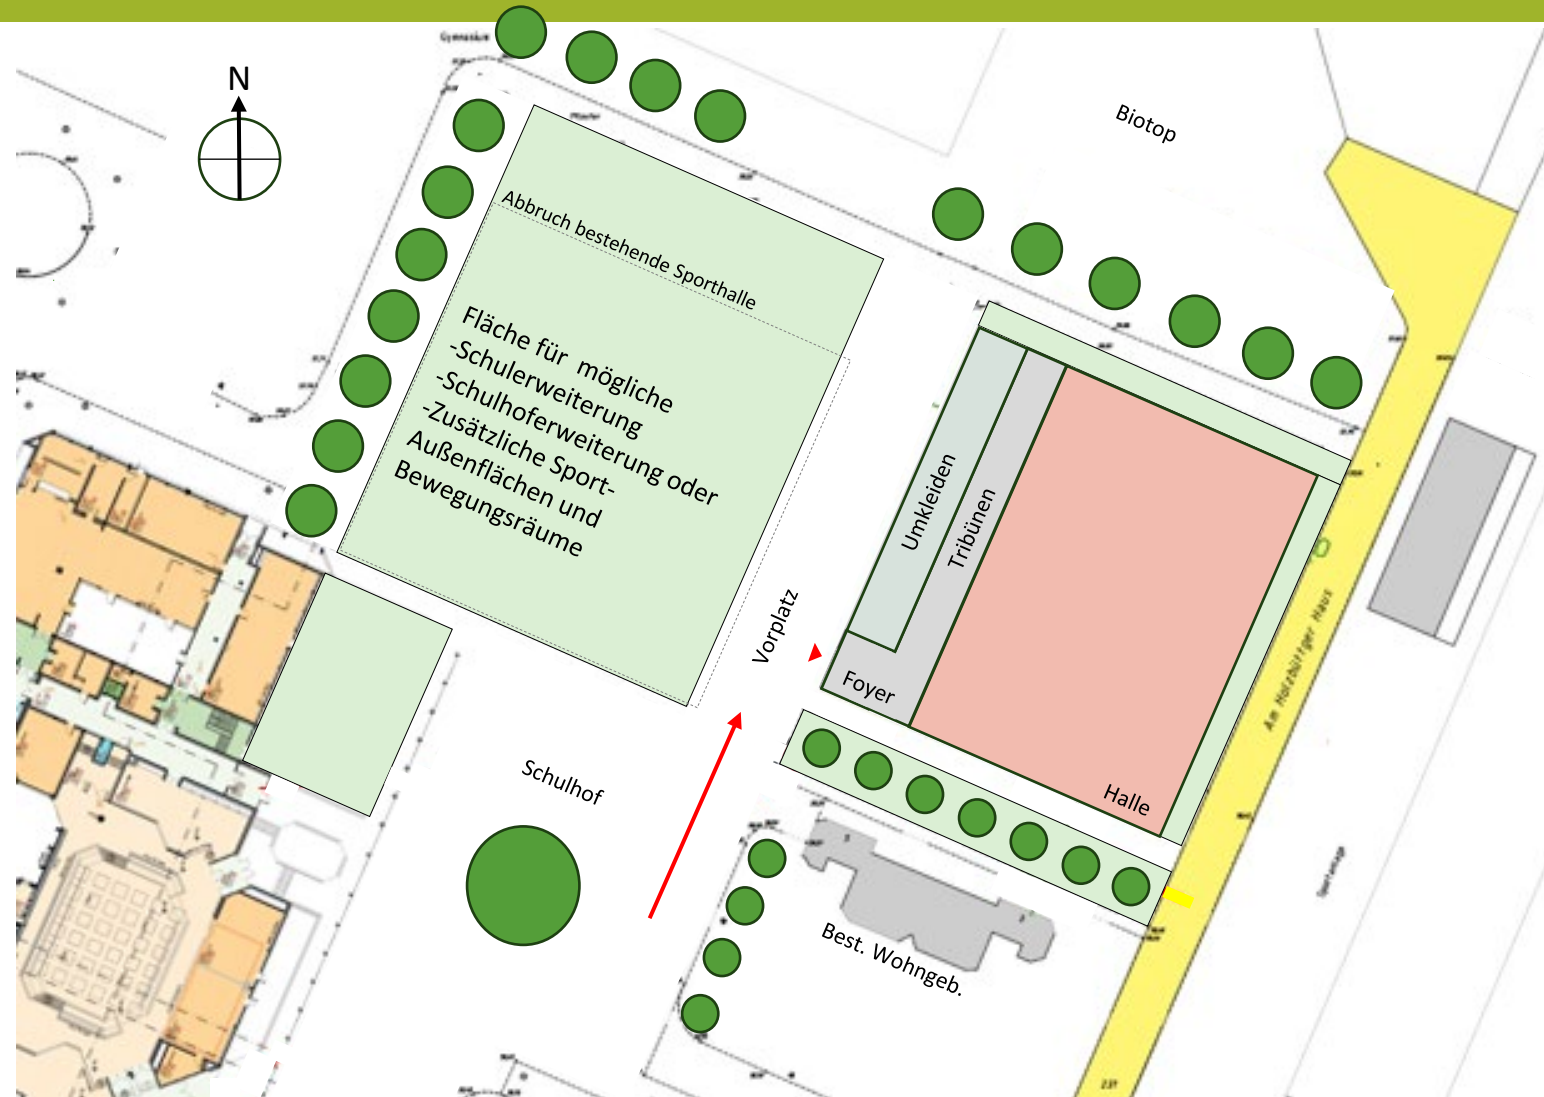 Gymnasium
N
Biotop
Abbruch bestehende Sporthalle
Fläche für  mögliche
-Schulerweiterung
-Schulhoferweiterung oder
-Zusätzliche Sport-
Außenflächen und
Bewegungsräume
Umkleiden
Tribünen
Vorplatz
Foyer
Halle
Am Holzbüttger Haus
Schulhof
Best. Wohngeb.